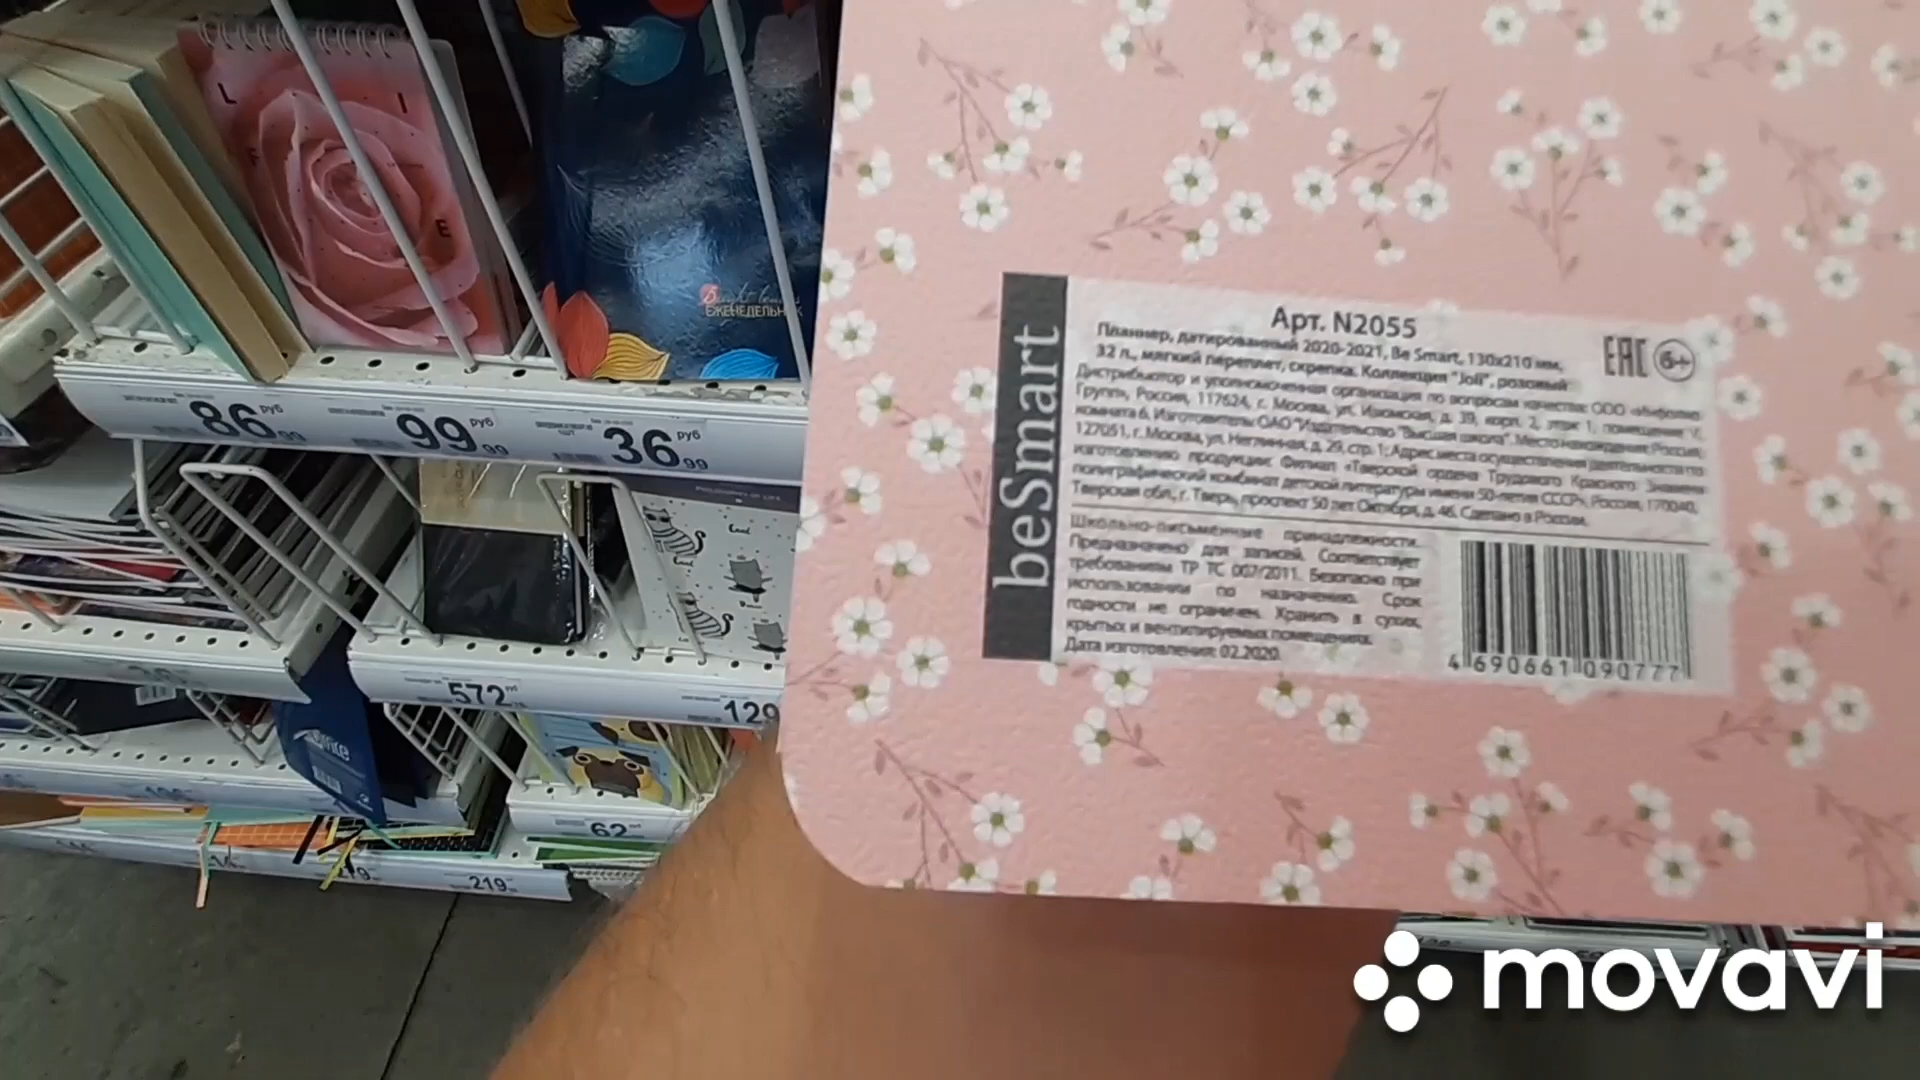 L I
F E
Bright leaves
ЕЖЕНЕДЕЛЬНИК
86 руб 99
99 руб 99
36 руб 99
572
129
62
219
beSmart
Арт. N2055
Планнер, датированный 2020-2021, Be Smart, 130x210 мм,
32 л., мягкий переплет, скрепка. Коллекция "Joli", розовый
Дистрибьютор и уполномоченная организация по вопросам качества: ООО «Инфолио
Групп», Россия, 117624, г. Москва, ул. Изюмская, д. 39, корп. 2, этаж 1, помещение V,
комната 6. Изготовитель: ОАО "Издательство "Высшая школа". Место нахождения: Россия,
127051, г. Москва, ул. Неглинная, д. 29, стр. 1; Адрес места осуществления деятельности по
изготовлению продукции: Филиал «Тверской ордена Трудового Красного Знамени
полиграфический комбинат детской литературы имени 50-летия СССР», Россия, 170040,
Тверская обл., г. Тверь, проспект 50 лет Октября, д. 46. Сделано в России.
EAC 6+
Школьно-письменные принадлежности.
Предназначено для записей. Соответствует
требованиям ТР ТС 007/2011. Безопасно при
использовании по назначению. Срок
годности не ограничен. Хранить в сухих,
крытых и вентилируемых помещениях.
Дата изготовления: 02.2020.
4 690661 090777
movavi